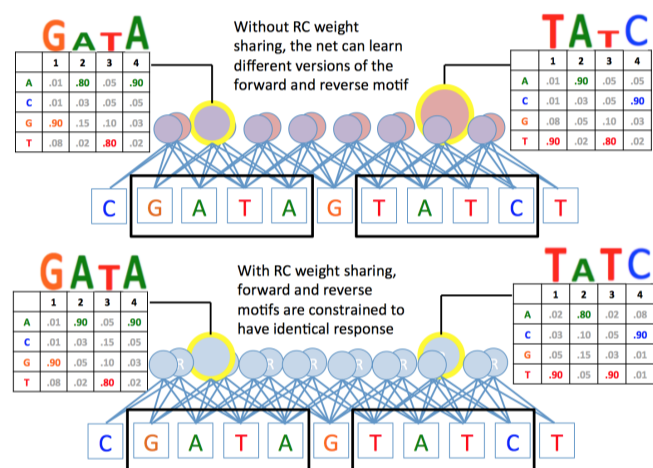 GATA
Without RC weight
sharing, the net can learn
different versions of the
forward and reverse motif
TATC
1 2 3 4
A .01 .80 .05 .90
C .01 .03 .05 .05
G .90 .15 .10 .03
T .08 .02 .80 .02
1 2 3 4
A .01 .90 .05 .05
C .01 .03 .05 .90
G .08 .05 .10 .03
T .90 .02 .80 .02
C G A T A G T A T C T
GATA
With RC weight sharing,
forward and reverse
motifs are constrained to
have identical response
TATC
1 2 3 4
A .01 .90 .05 .90
C .01 .03 .15 .05
G .90 .05 .10 .03
T .08 .02 .80 .02
1 2 3 4
A .02 .80 .02 .08
C .03 .10 .05 .90
G .05 .15 .03 .01
T .90 .05 .90 .01
C G A T A G T A T C T